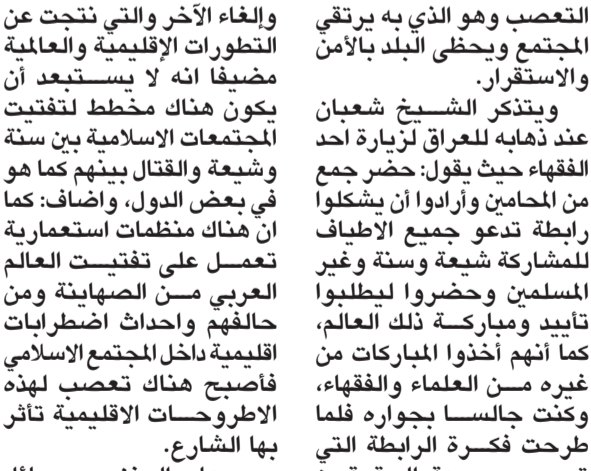 التعصب وهو الذي به يرتقي
المجتمع ويحظى البلد بالأمن
والاستقرار.
ويتذكر الشيخ شعبان
عند ذهابه للعراق لزيارة احد
الفقهاء حيث يقول: حضر جمع
من المحامين وأرادوا أن يشكلوا
رابطة تدعو جميع الاطياف
للمشاركة شيعة وسنة وغير
المسلمين وحضروا ليطلبوا
تأييد ومباركة ذلك العالم،
كما أنهم أخذوا المباركات من
غيره من العلماء والفقهاء،
وكنت جالسا بجواره فلما
طرحت فكرة الرابطة التي
وإلغاء الآخر والتي نتجت عن
التطورات الإقليمية والعالمية
مضيفا انه لا يستبعد أن
يكون هناك مخطط لتفتيت
المجتمعات الاسلامية بين سنة
وشيعة والقتال بينهم كما هو
في بعض الدول، واضاف: كما
ان هناك منظمات استعمارية
تعمل على تفتيت العالم
العربي من الصهاينة ومن
حالفهم واحداث اضطرابات
اقليمية داخل المجتمع الاسلامي
فأصبح هناك تعصب لهذه
الاطروحات الاقليمية تأثر
بها الشارع.